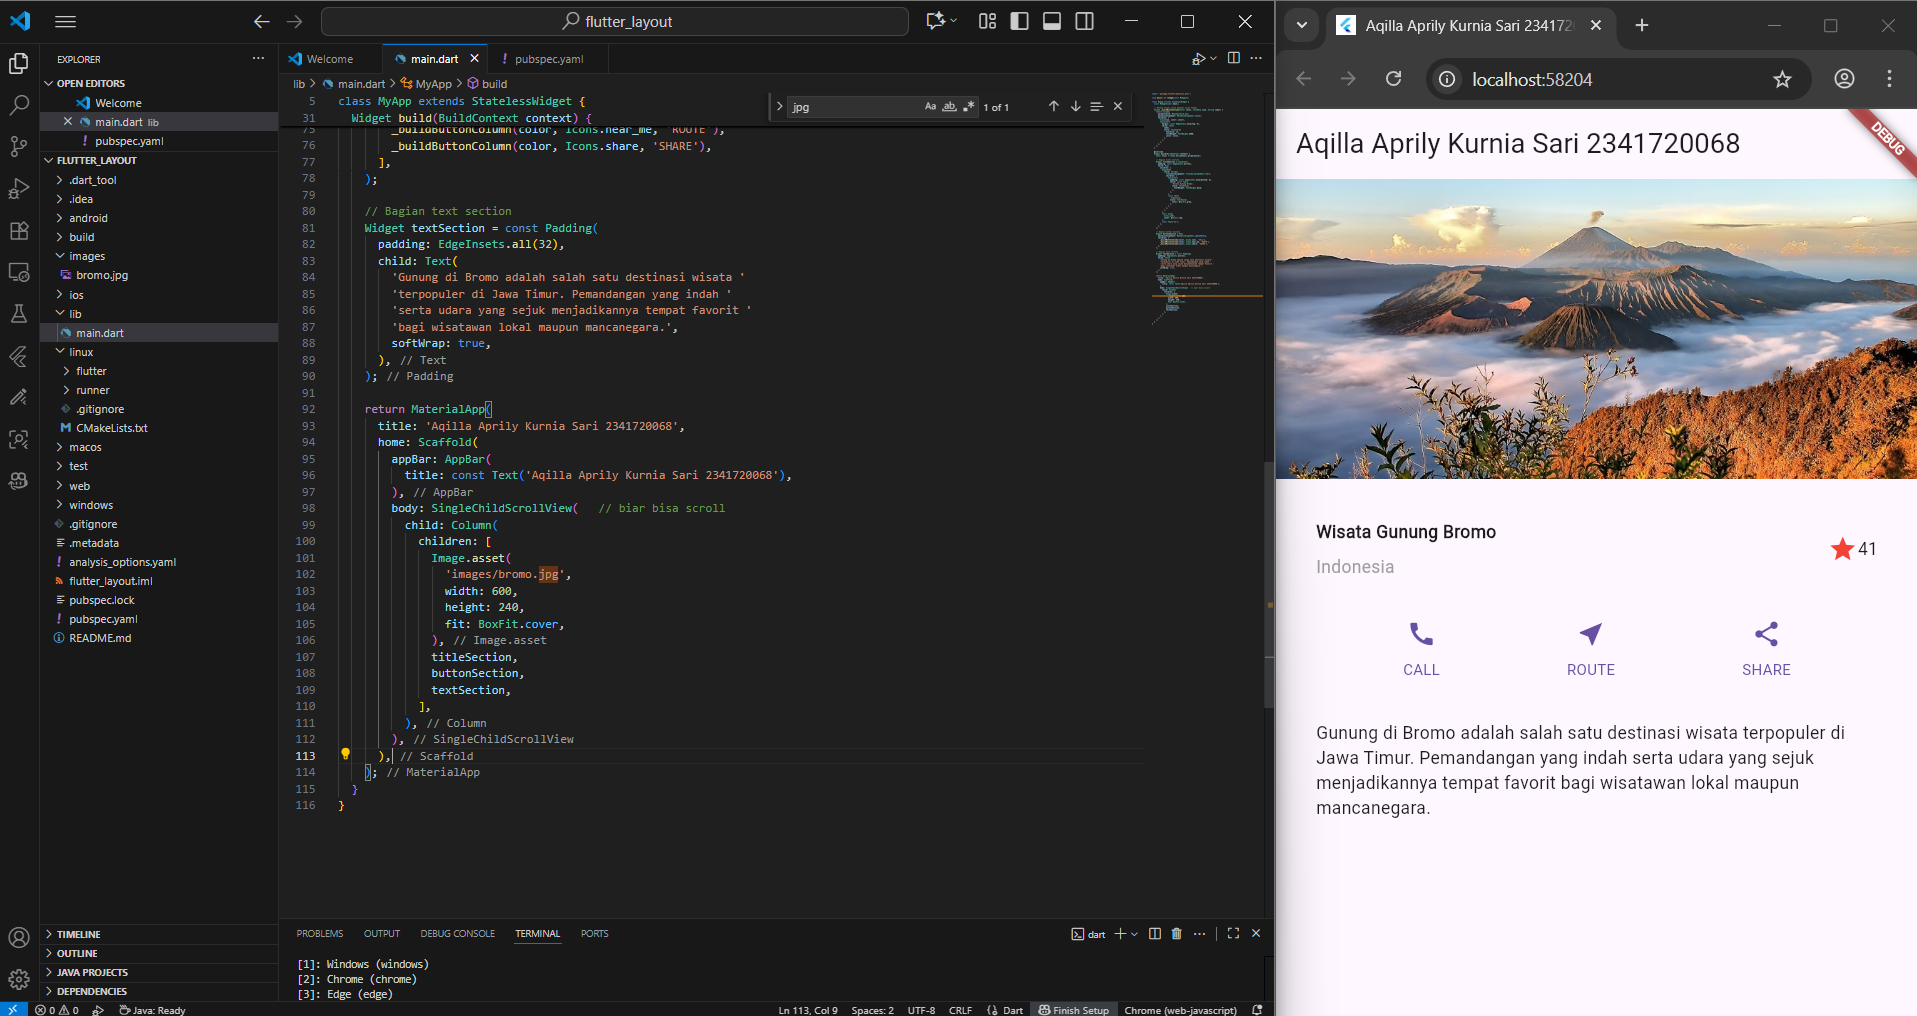 flutter_layout
EXPLORER
OPEN EDITORS
Welcome
main.dart lib
pubspec.yaml
FLUTTER_LAYOUT
.dart_tool
.idea
android
build
images
bromo.jpg
ios
lib
main.dart
linux
flutter
runner
.gitignore
CMakeLists.txt
macos
test
web
windows
.gitignore
.metadata
analysis_options.yaml
flutter_layout.iml
pubspec.lock
pubspec.yaml
README.md
TIMELINE
OUTLINE
JAVA PROJECTS
DEPENDENCIES
Welcome
main.dart
pubspec.yaml
lib > main.dart > MyApp > build
jpg
Aa ab .* 1 of 1
5 class MyApp extends StatelessWidget {
31 Widget build(BuildContext context) {
75 _buildButtonColumn(color, Icons.near_me, 'ROUTE'),
76 _buildButtonColumn(color, Icons.share, 'SHARE'),
77 ],
78 );
79
80 // Bagian text section
81 Widget textSection = const Padding(
82 padding: EdgeInsets.all(32),
83 child: Text(
84 'Gunung di Bromo adalah salah satu destinasi wisata '
85 'terpopuler di Jawa Timur. Pemandangan yang indah '
86 'serta udara yang sejuk menjadikannya tempat favorit '
87 'bagi wisatawan lokal maupun mancanegara.',
88 softWrap: true,
89 ), // Text
90 ); // Padding
91
92 return MaterialApp(
93 title: 'Aqilla Aprily Kurnia Sari 2341720068',
94 home: Scaffold(
95 appBar: AppBar(
96 title: const Text('Aqilla Aprily Kurnia Sari 2341720068'),
97 ), // AppBar
98 body: SingleChildScrollView( // biar bisa scroll
99 child: Column(
100 children: [
101 Image.asset(
102 'images/bromo.jpg',
103 width: 600,
104 height: 240,
105 fit: BoxFit.cover,
106 ), // Image.asset
107 titleSection,
108 buttonSection,
109 textSection,
110 ],
111 ), // Column
112 ), // SingleChildScrollView
113 ), // Scaffold
114 ); // MaterialApp
115 }
116 }
PROBLEMS OUTPUT DEBUG CONSOLE TERMINAL PORTS
dart
[1]: Windows (windows)
[2]: Chrome (chrome)
[3]: Edge (edge)
0 0 Java: Ready
Ln 113, Col 9 Spaces: 2 UTF-8 CRLF {} Dart Finish Setup Chrome (web-javascript)
Aqilla Aprily Kurnia Sari 234172
localhost:58204
Aqilla Aprily Kurnia Sari 2341720068
DEBUG
Wisata Gunung Bromo
Indonesia
41
CALL
ROUTE
SHARE
Gunung di Bromo adalah salah satu destinasi wisata terpopuler di
Jawa Timur. Pemandangan yang indah serta udara yang sejuk
menjadikannya tempat favorit bagi wisatawan lokal maupun
mancanegara.